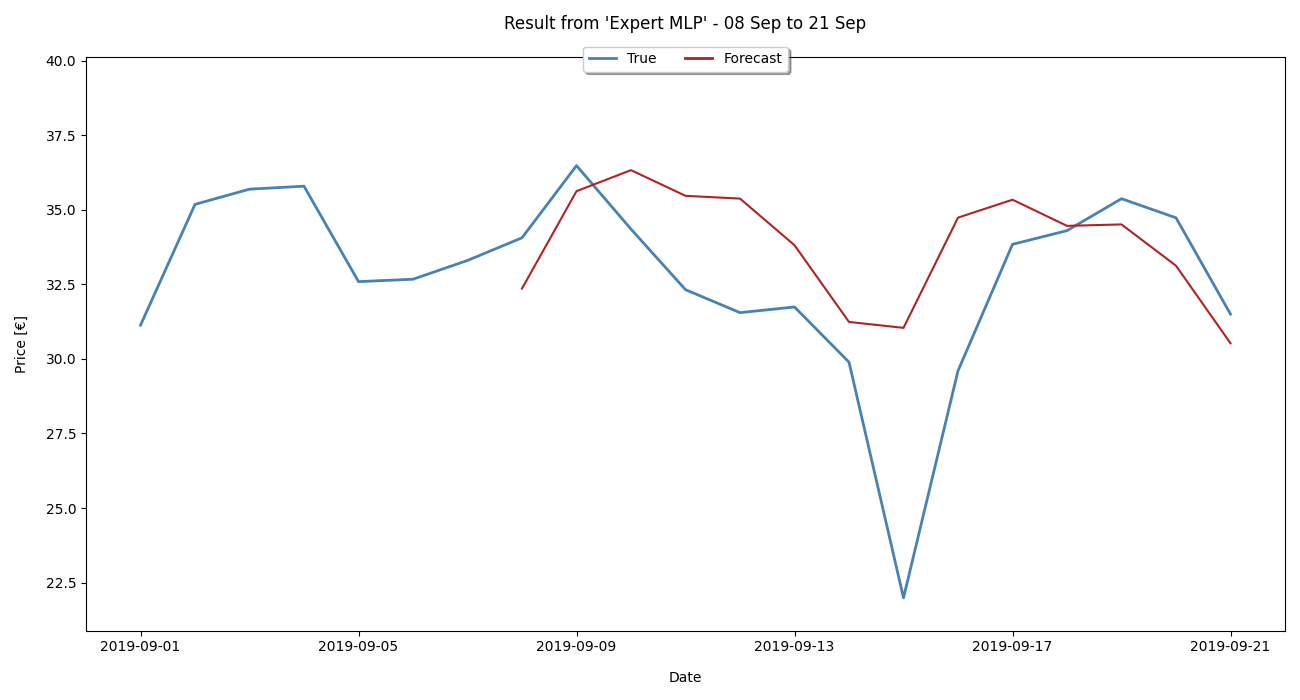 Result from 'Expert MLP' - 08 Sep to 21 Sep
True Forecast
40.0
37.5
35.0
32.5
30.0
27.5
25.0
22.5
Price [€]
2019-09-01 2019-09-05 2019-09-09 2019-09-13 2019-09-17 2019-09-21
Date